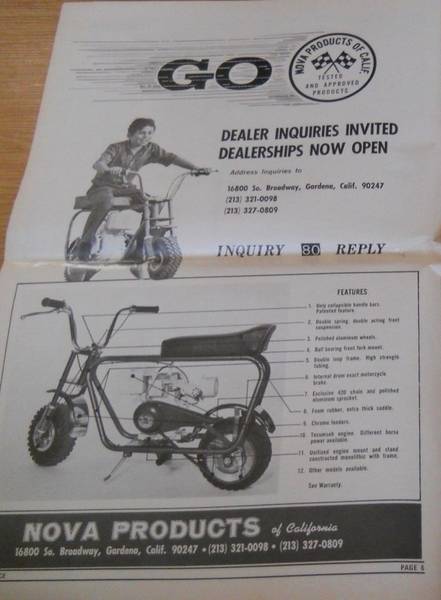 GO
NOVA PRODUCTS OF CALIF.
TESTED
AND APPROVED
PRODUCTS
DEALER INQUIRIES INVITED
DEALERSHIPS NOW OPEN
Address Inquiries to
16800 So. Broadway, Gardena, Calif. 90247
(213) 321-0098
(213) 327-0809
INQUIRY 80 REPLY
FEATURES
1. Only collapsible handle bars.
Patented feature.
2. Double spring, double acting front
suspension.
3. Polished aluminum wheels.
4. Ball bearing front fork mount.
5. Double loop frame. High strength
tubing.
6. Internal drum exact motorcycle
brake.
7. Exclusive 420 chain and polished
aluminum sprocket.
8. Foam rubber, extra thick saddle.
9. Chrome fenders.
10. Tecumseh engine. Different horse
power available.
11. Unitized engine mount and stand
constructed monolithic with frame.
12. Other models available.
See Warranty.
NOVA PRODUCTS of California
16800 So. Broadway, Gardena, Calif. 90247 • (213) 321-0098 • (213) 327-0809
PAGE 5